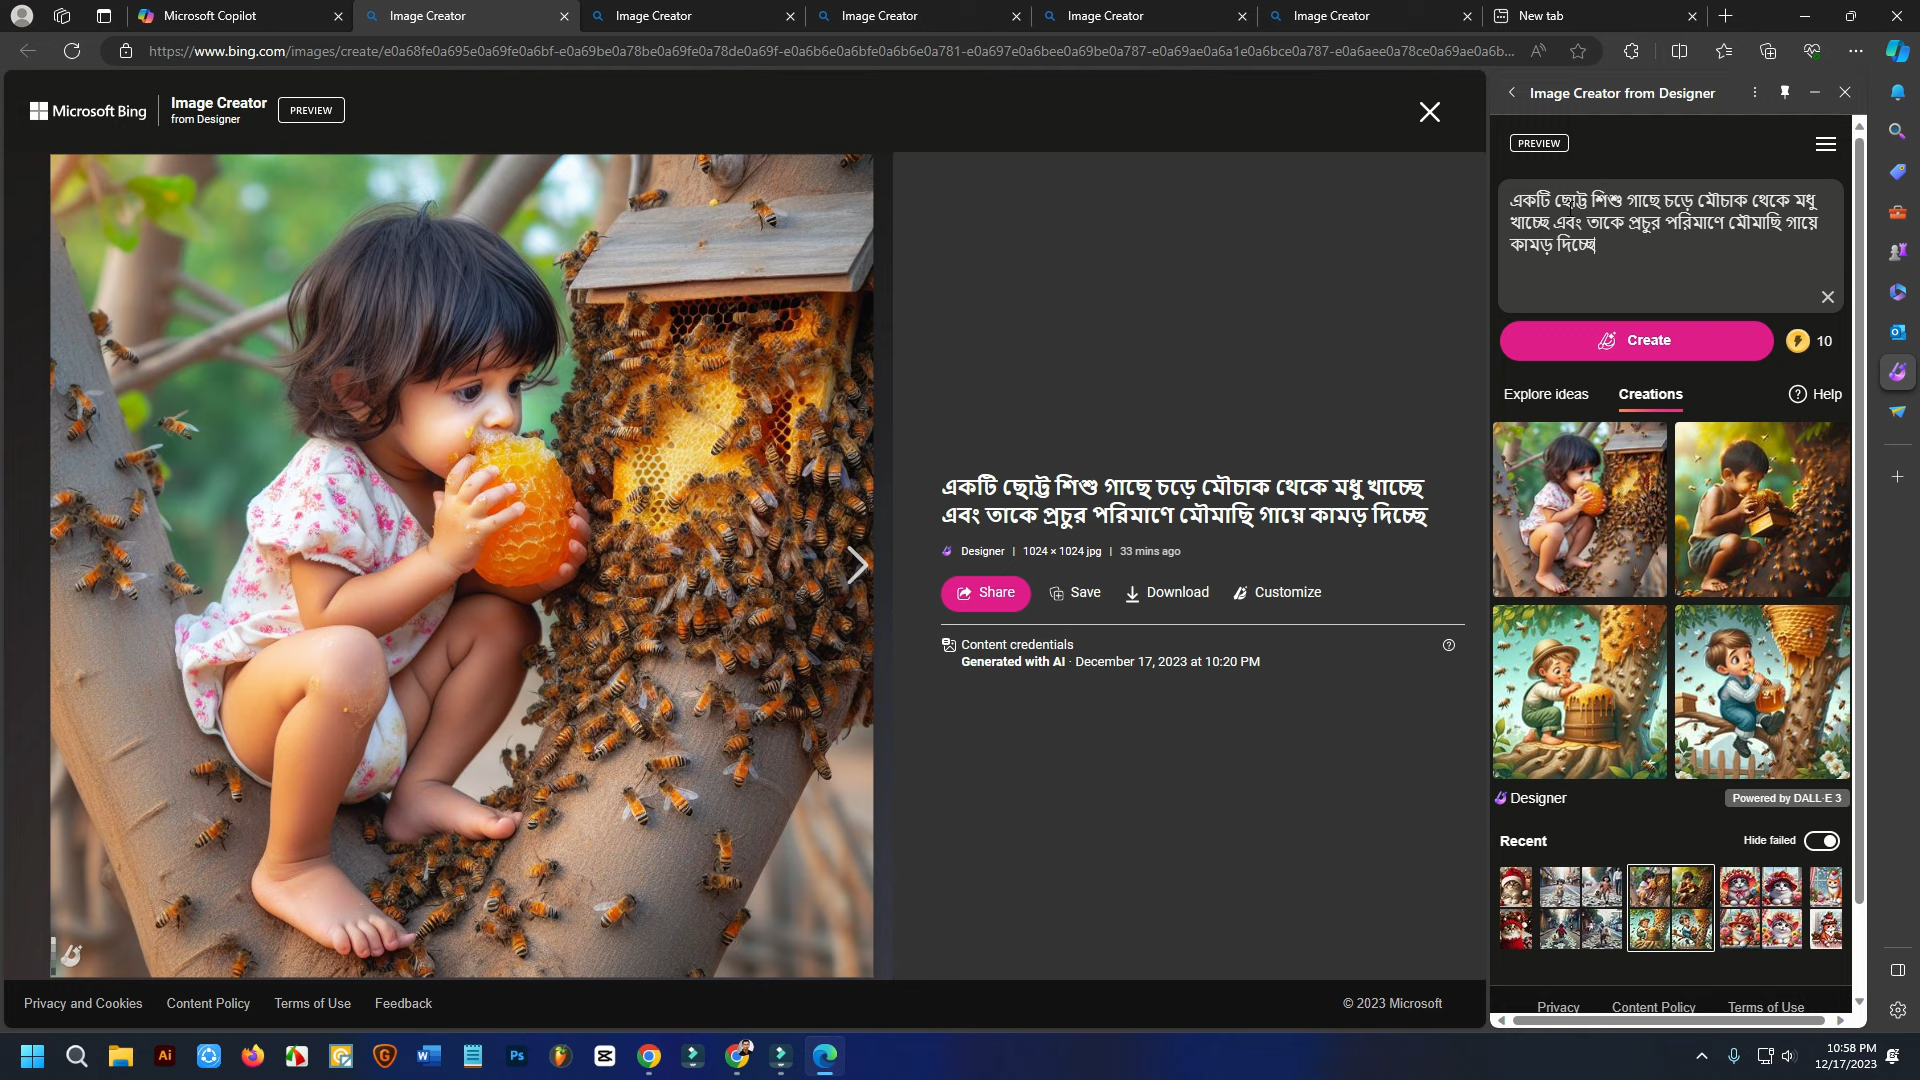 Microsoft Copilot
Image Creator
Image Creator
Image Creator
Image Creator
Image Creator
New tab
https://www.bing.com/images/create/e0a68fe0a695e0a69fe0a6bf-e0a69be0a78be0a69fe0a78de0a69f-e0a6b6e0a6bfe0a6b6e0a781-e0a697e0a6bee0a69be0a787-e0a69ae0a6a1e0a6bce0a787-e0a6aee0a78ce0a69ae0a6b...
Microsoft Bing
Image Creator
from Designer
PREVIEW
একটি ছোট্ট শিশু গাছে চড়ে মৌচাক থেকে মধু খাচ্ছে
এবং তাকে প্রচুর পরিমাণে মৌমাছি গায়ে কামড় দিচ্ছে
Designer | 1024 × 1024 jpg | 33 mins ago
Share
Save
Download
Customize
Content credentials
Generated with AI · December 17, 2023 at 10:20 PM
Privacy and Cookies
Content Policy
Terms of Use
Feedback
© 2023 Microsoft
Image Creator from Designer
PREVIEW
একটি ছোট্ট শিশু গাছে চড়ে মৌচাক থেকে মধু
খাচ্ছে এবং তাকে প্রচুর পরিমাণে মৌমাছি গায়ে
কামড় দিচ্ছে
Create
10
Explore ideas
Creations
Help
Designer
Powered by DALL·E 3
Recent
Hide failed
Privacy
Content Policy
Terms of Use
10:58 PM
12/17/2023